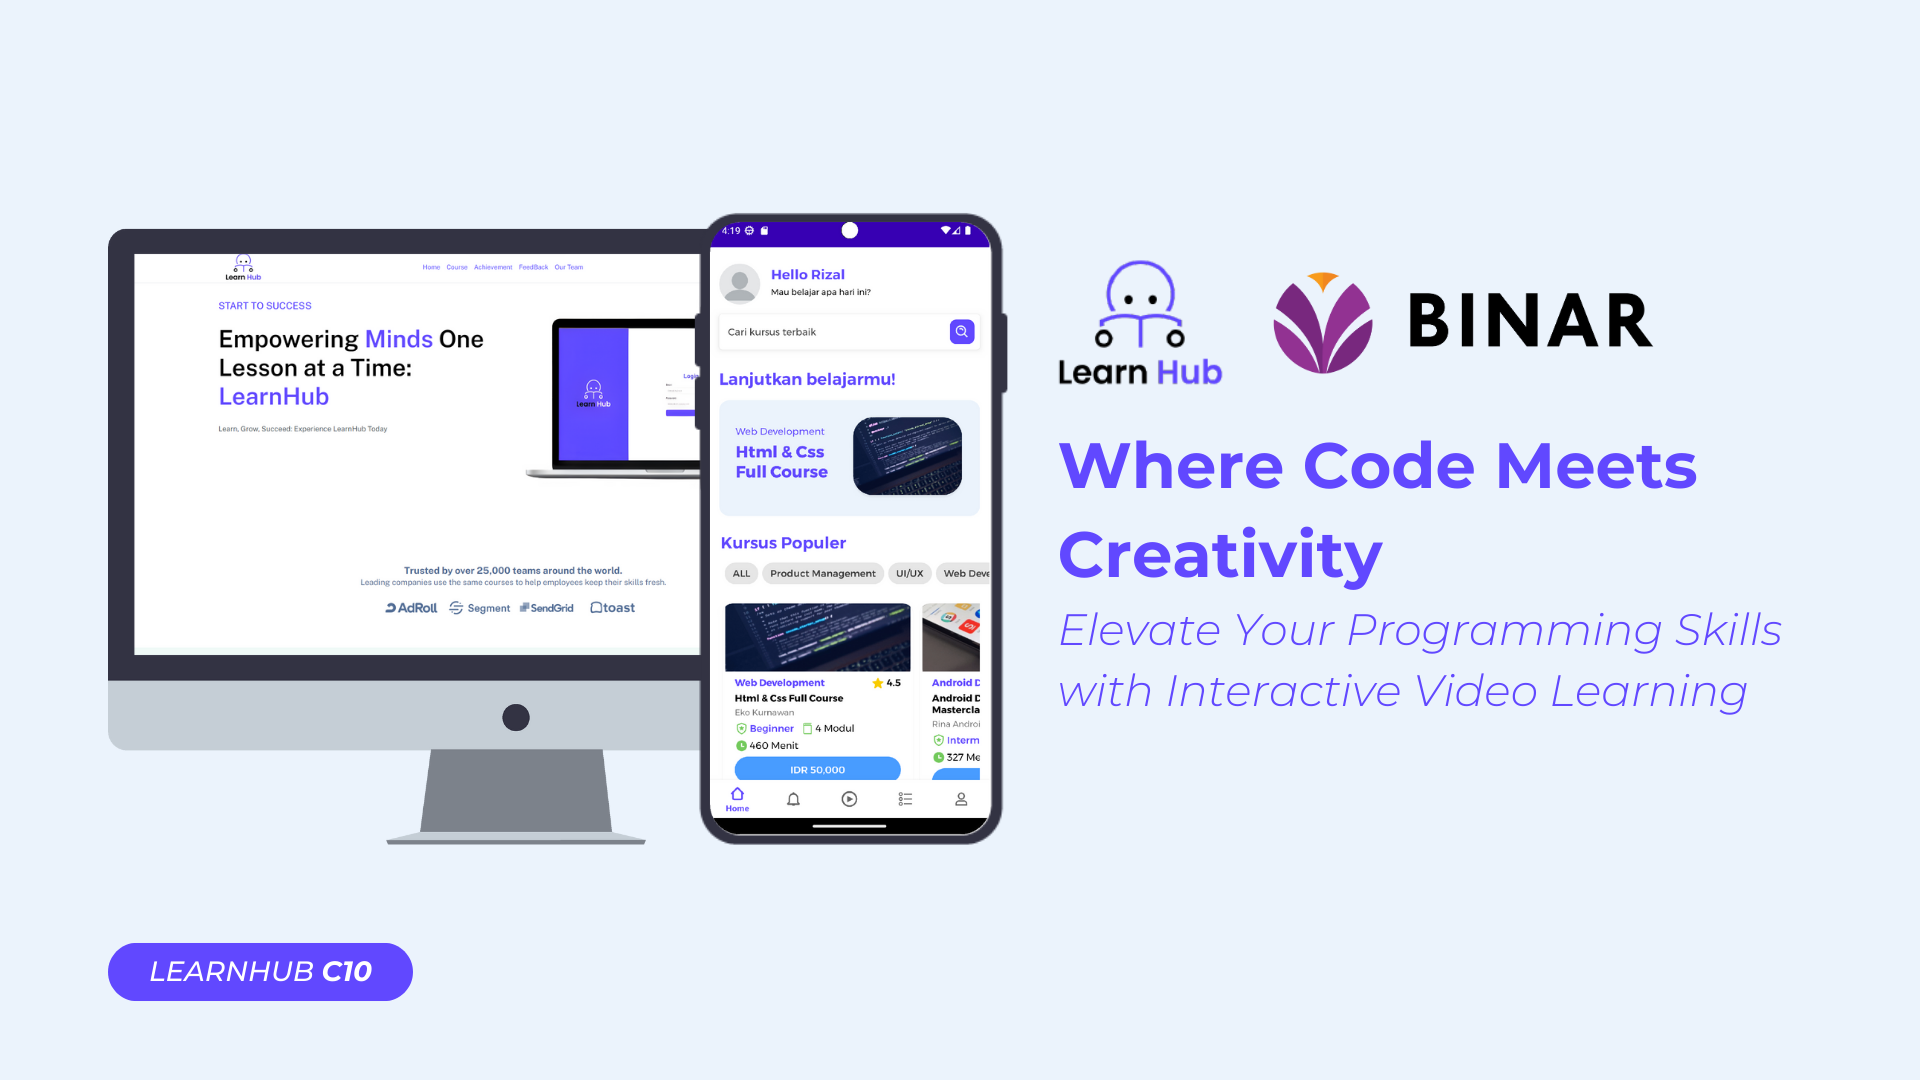 Learn Hub
Home Course Achievement FeedBack Our Team
START TO SUCCESS
Empowering Minds One
Lesson at a Time:
LearnHub
Learn, Grow, Succeed: Experience LearnHub Today
Learn Hub
Login
Trusted by over 25,000 teams around the world.
Leading companies use the same courses to help employees keep their skills fresh.
AdRoll Segment SendGrid toast
4:19
Hello Rizal
Mau belajar apa hari ini?
Cari kursus terbaik
Lanjutkan belajarmu!
Web Development
Html & Css
Full Course
Kursus Populer
ALL Product Management UI/UX Web Deve
Web Development 4.5
Html & Css Full Course
Eko Kurnawan
Beginner 4 Modul
460 Menit
IDR 50,000
Android D
Android D
Mastercla
Rina Androi
Interm
327 Me
Home
Learn Hub
BINAR
Where Code Meets
Creativity
Elevate Your Programming Skills
with Interactive Video Learning
LEARNHUB C10